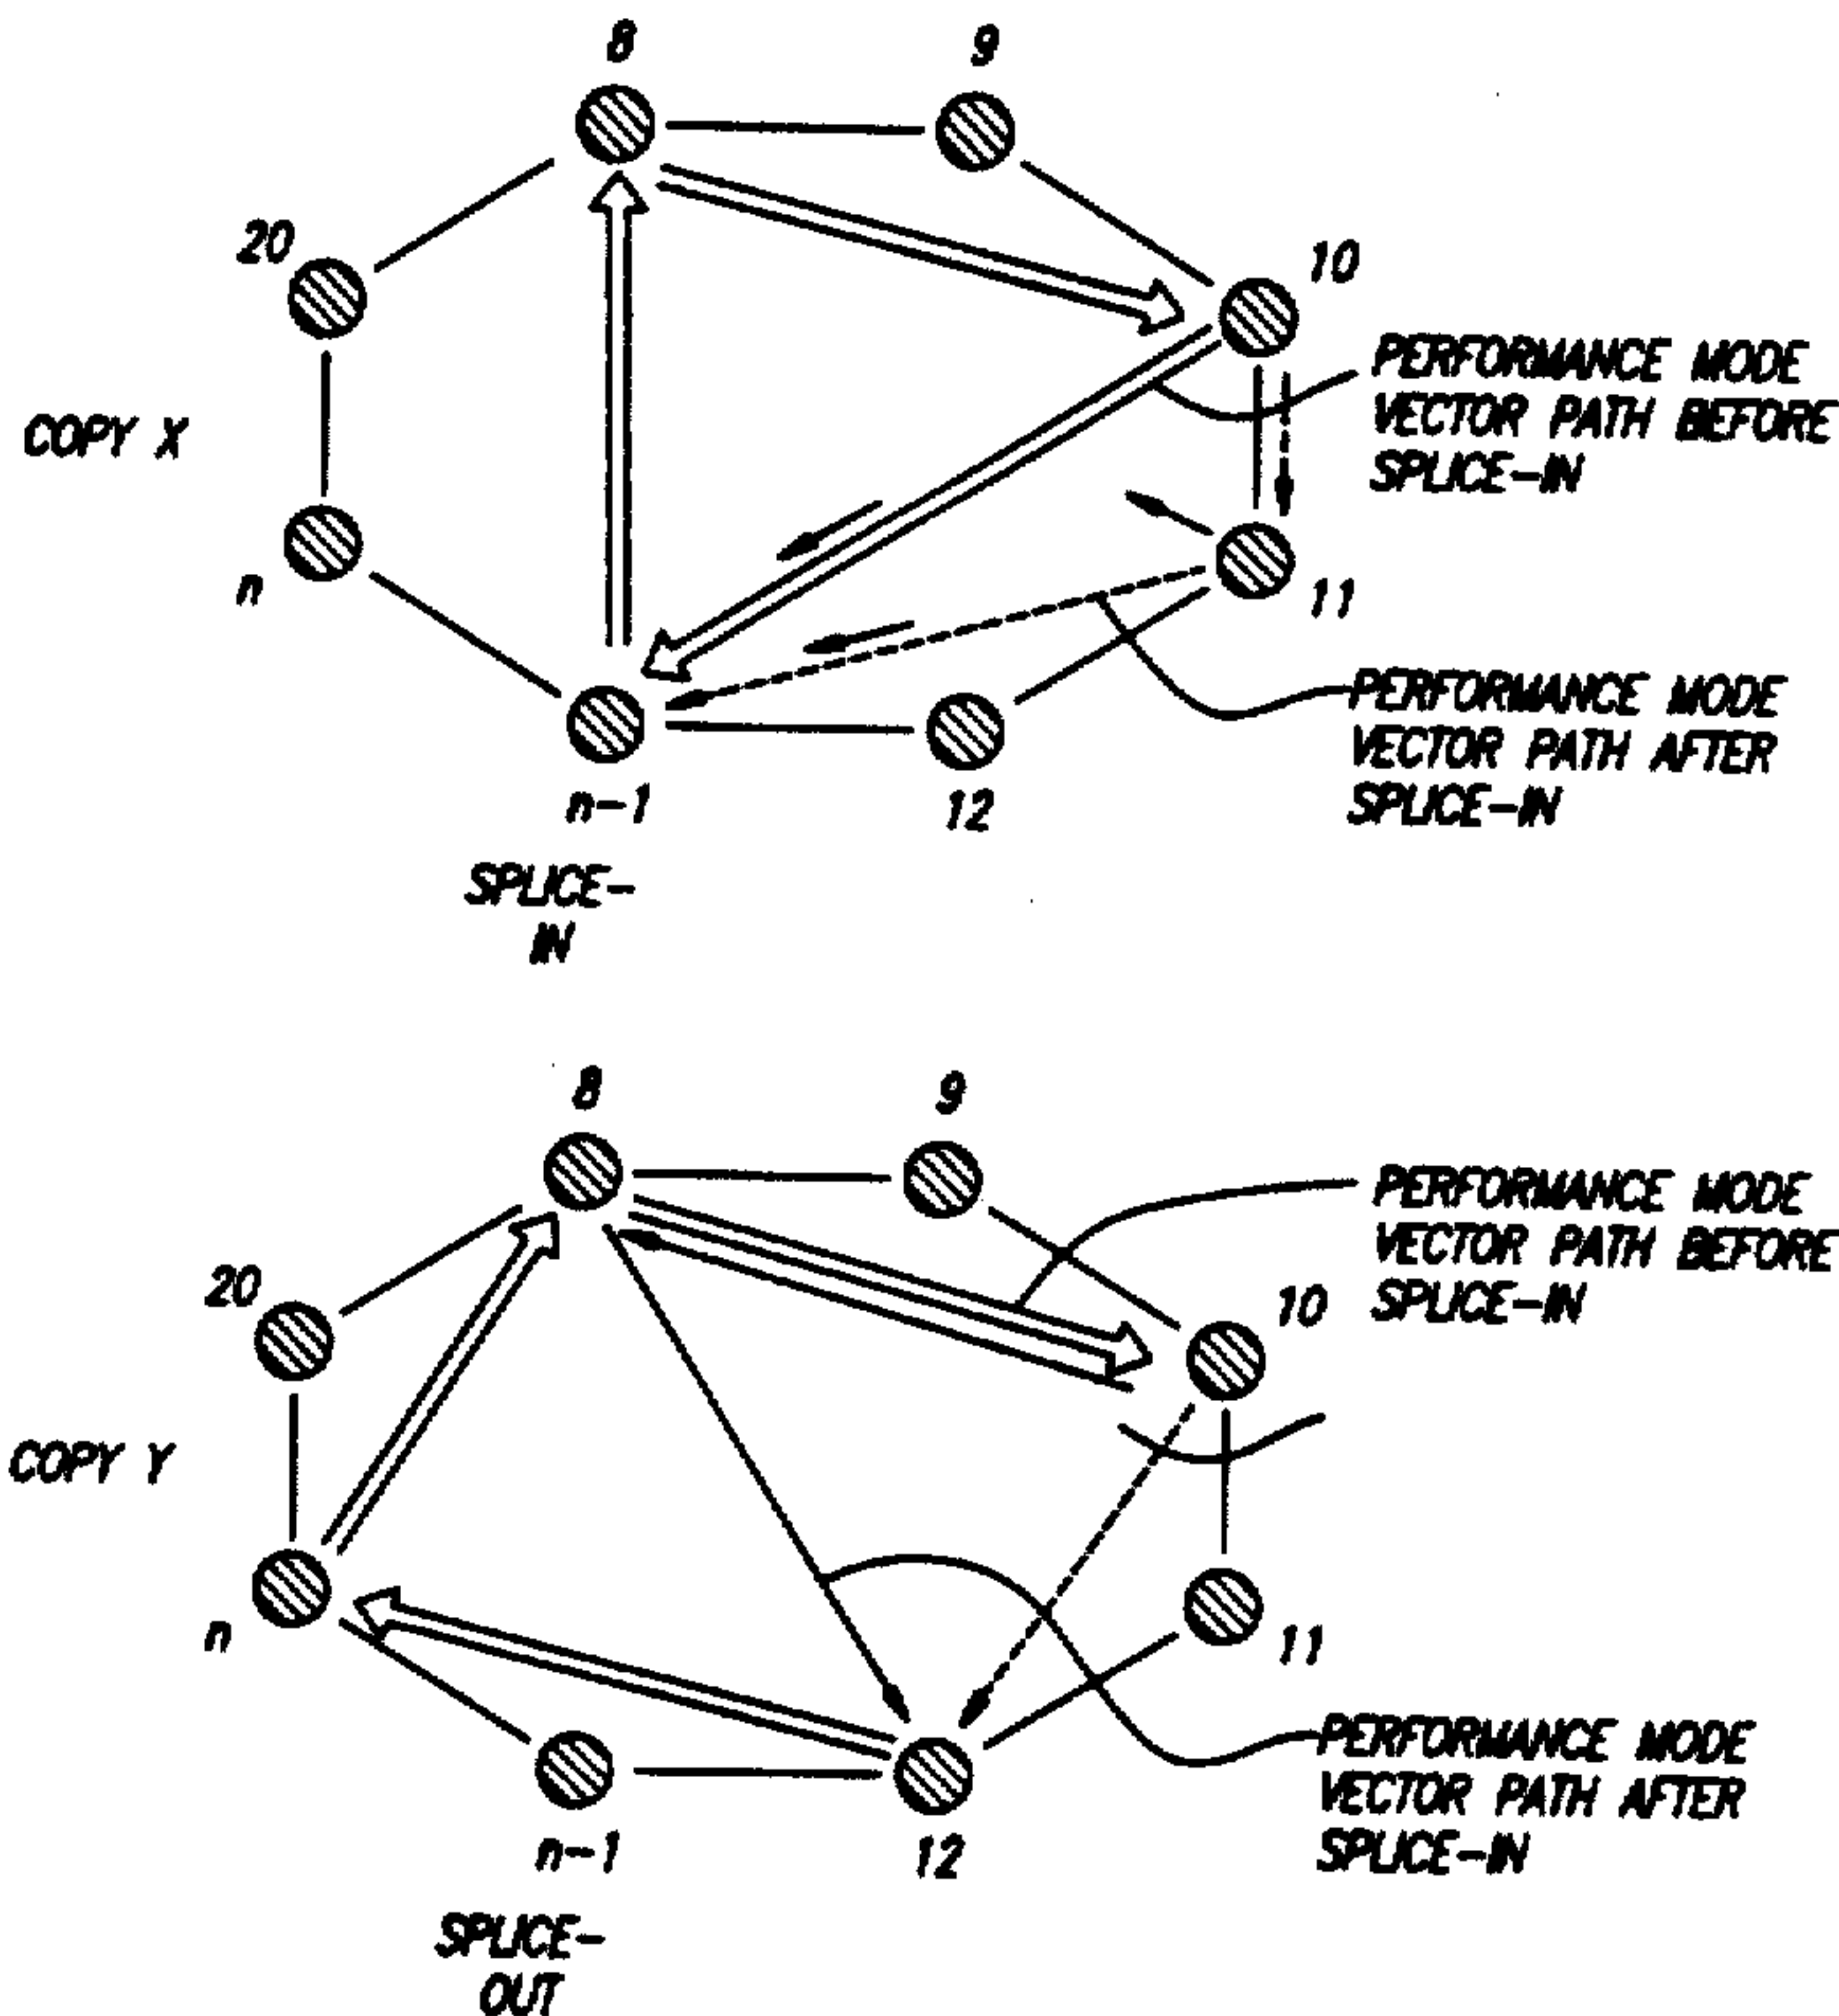 8
9
20
10
PERFORMANCE MODE
VECTOR PATH BEFORE
SPLICE-IN
COPY X
n
11
PERFORMANCE MODE
VECTOR PATH AFTER
SPLICE-IN
n-1
12
SPLICE-
IN
8
9
PERFORMANCE MODE
VECTOR PATH BEFORE
SPLICE-IN
20
10
COPY Y
n
11
PERFORMANCE MODE
VECTOR PATH AFTER
SPLICE-IN
n-1
12
SPLICE-
OUT